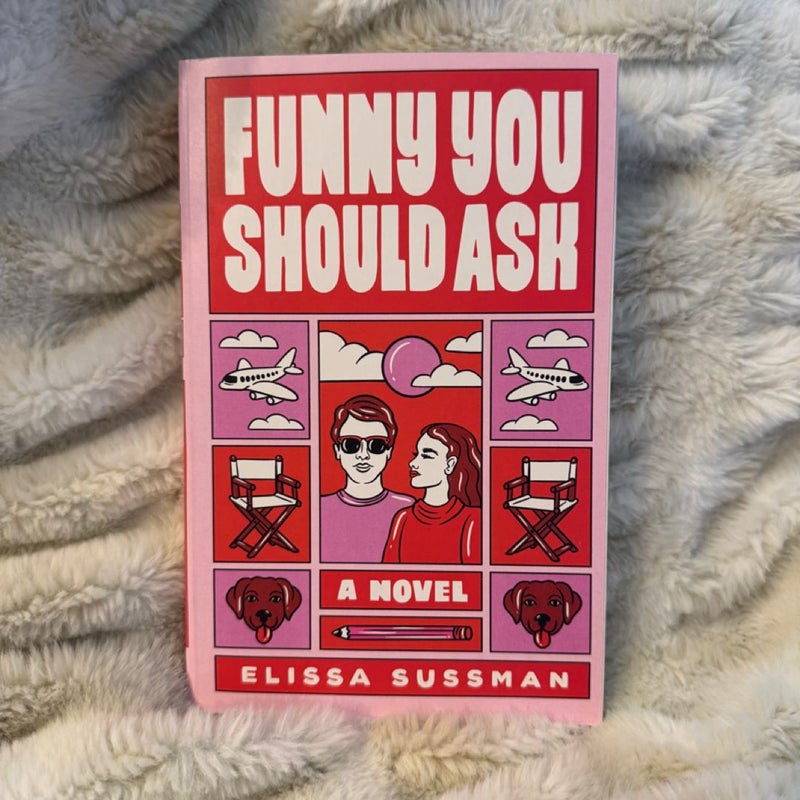 FUNNY YOU
SHOULD ASK
A NOVEL
ELISSA SUSSMAN